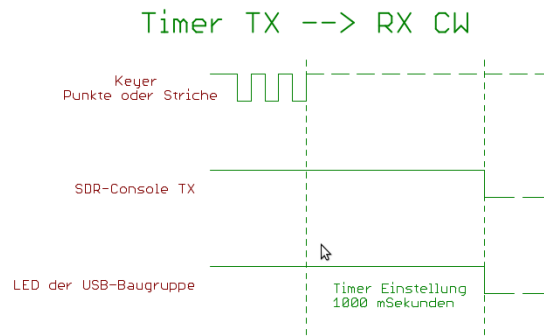 Timer TX --> RX CW
Keyer
Punkte oder Striche
SDR-Console TX
LED der USB-Baugruppe
Timer Einstellung
1000 mSekunden